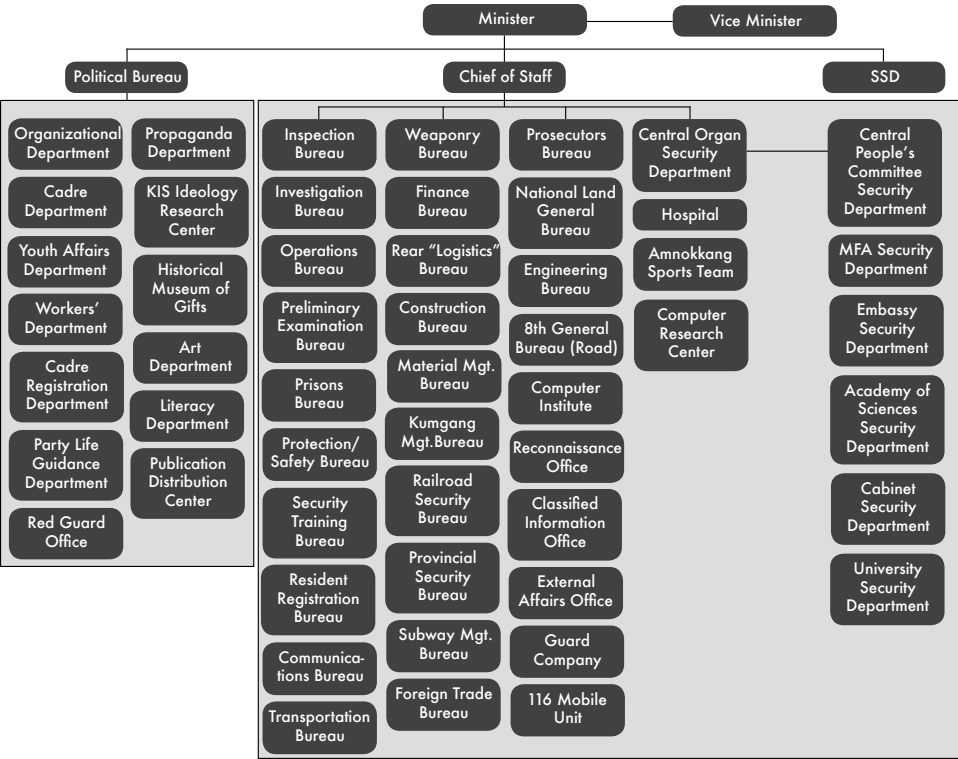 Minister
Vice Minister
Political Bureau
Chief of Staff
SSD
Organizational
Department
Cadre
Department
Youth Affairs
Department
Workers’
Department
Cadre
Registration
Department
Party Life
Guidance
Department
Red Guard
Office
Propaganda
Department
KIS Ideology
Research
Center
Historical
Museum of
Gifts
Art
Department
Literacy
Department
Publication
Distribution
Center
Inspection
Bureau
Investigation
Bureau
Operations
Bureau
Preliminary
Examination
Bureau
Prisons
Bureau
Protection/
Safety Bureau
Security
Training
Bureau
Resident
Registration
Bureau
Communica-
tions Bureau
Transportation
Bureau
Weaponry
Bureau
Finance
Bureau
Rear “Logistics”
Bureau
Construction
Bureau
Material Mgt.
Bureau
Kumgang
Mgt.Bureau
Railroad
Security
Bureau
Provincial
Security
Bureau
Subway Mgt.
Bureau
Foreign Trade
Bureau
Prosecutors
Bureau
National Land
General
Bureau
Engineering
Bureau
8th General
Bureau (Road)
Computer
Institute
Reconnaissance
Office
Classified
Information
Office
External
Affairs Office
Guard
Company
116 Mobile
Unit
Central Organ
Security
Department
Hospital
Amnokkang
Sports Team
Computer
Research
Center
Central
People’s
Committee
Security
Department
MFA Security
Department
Embassy
Security
Department
Academy of
Sciences
Security
Department
Cabinet
Security
Department
University
Security
Department